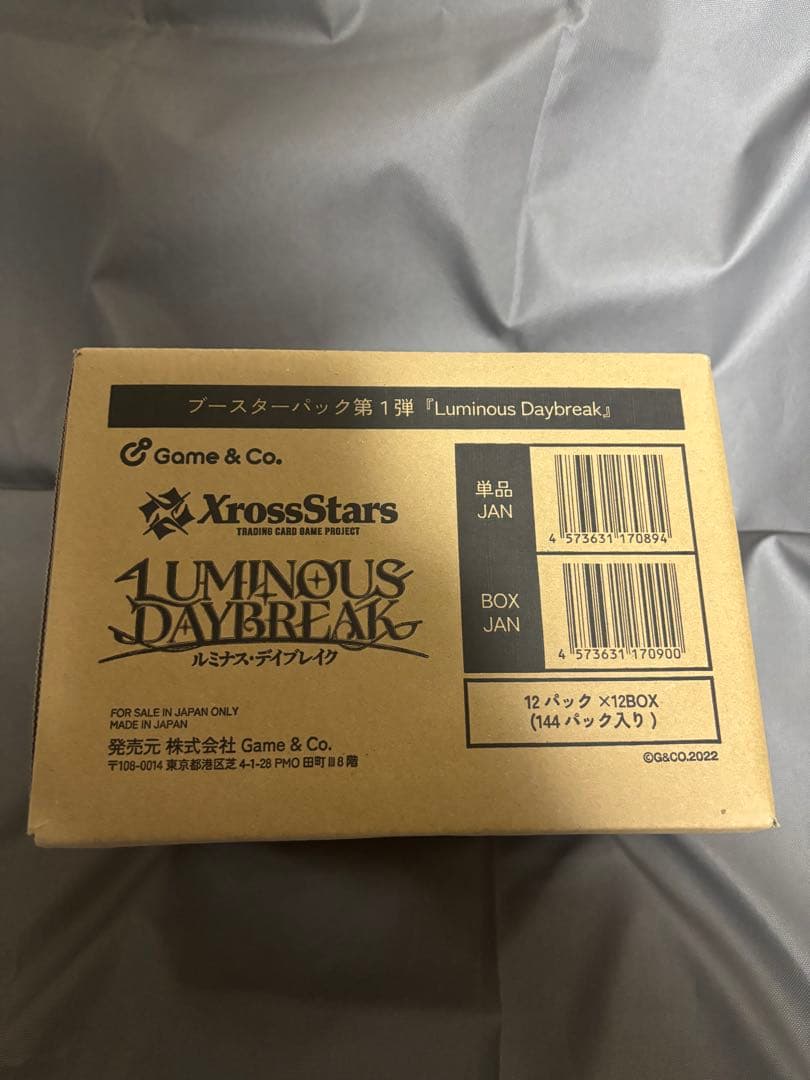 ブースターパック第1弾『Luminous Daybreak』
Game & Co.
XrossStars
TRADING CARD GAME PROJECT
LUMINOUS
DAYBREAK
ルミナス・デイブレイク
FOR SALE IN JAPAN ONLY
MADE IN JAPAN
発売元 株式会社 Game & Co.
〒108-0014 東京都港区芝 4-1-28 PMO 田町Ⅲ 8階
単品
JAN
4 573631 170894
BOX
JAN
4 573631 170900
12 パック ×12BOX
(144 パック入り)
©G&CO.2022